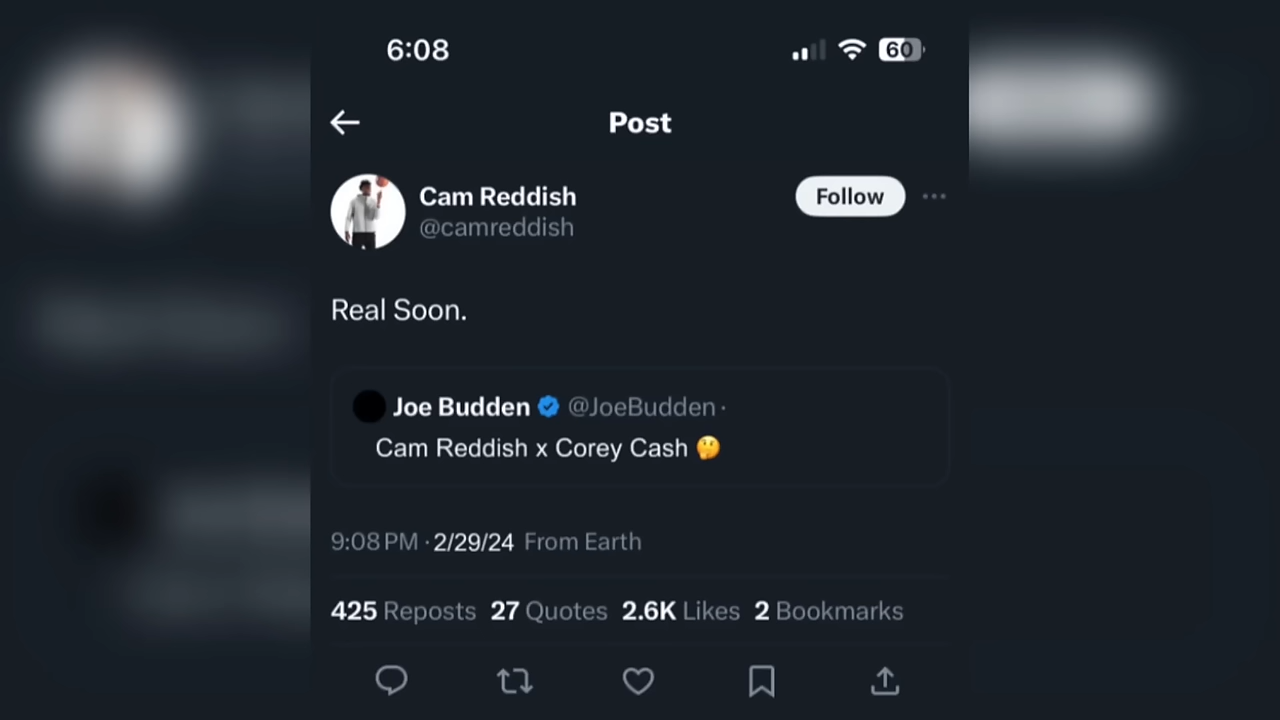 6:08 60
Post
Cam Reddish
@camreddish
Follow
Real Soon.
Joe Budden @JoeBudden ·
Cam Reddish x Corey Cash 🤔
9:08 PM · 2/29/24 From Earth
425 Reposts 27 Quotes 2.6K Likes 2 Bookmarks